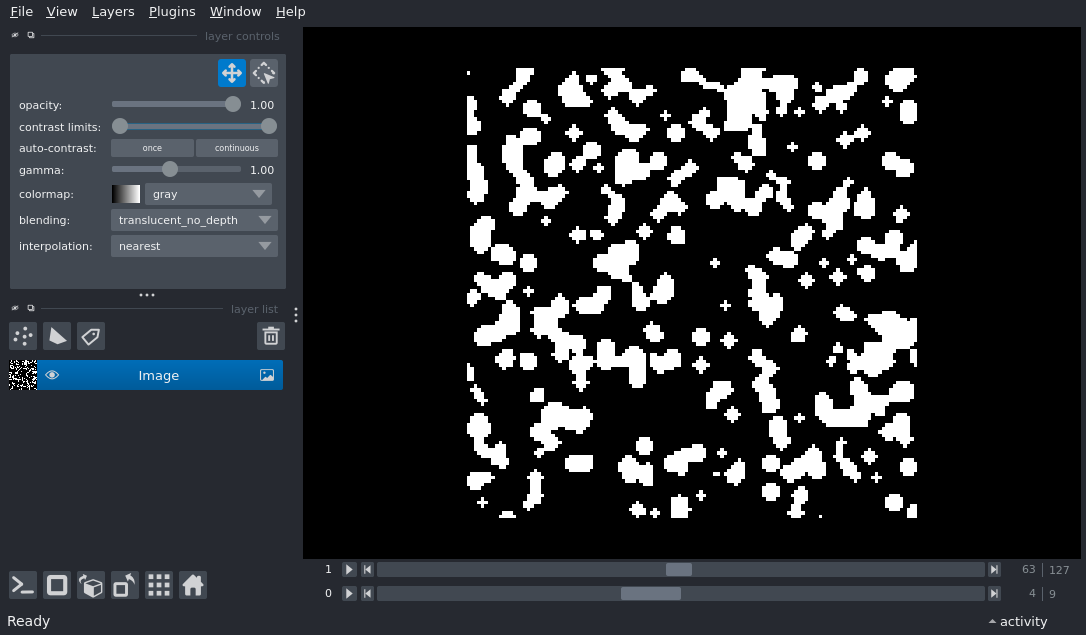 File View Layers Plugins Window Help
layer controls
opacity: 1.00
contrast limits:
auto-contrast: once continuous
gamma: 1.00
colormap: gray
blending: translucent_no_depth
interpolation: nearest
layer list
Image
1 63 127
0 4 9
Ready activity